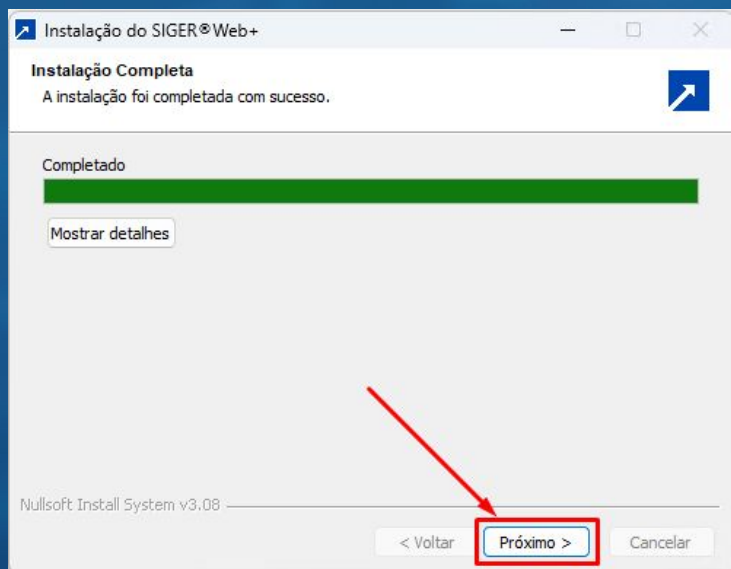 Instalação do SIGER®Web+
Instalação Completa
A instalação foi completada com sucesso.
Completado
Mostrar detalhes
Nullsoft Install System v3.08
< Voltar
Próximo >
Cancelar